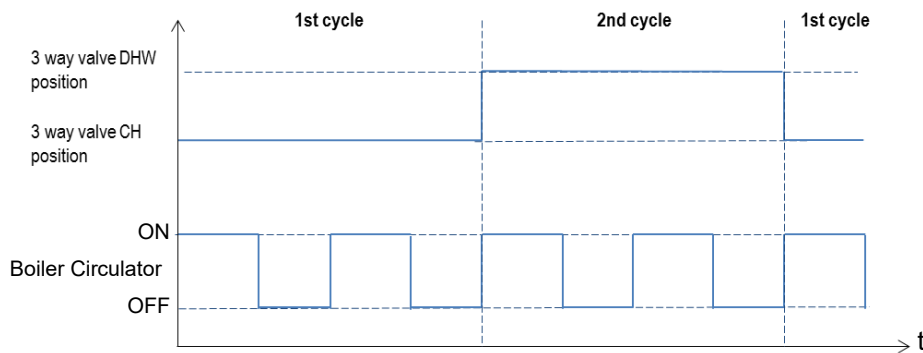 1st cycle
2nd cycle
1st cycle
3 way valve DHW
position
3 way valve CH
position
ON
Boiler Circulator
OFF
t